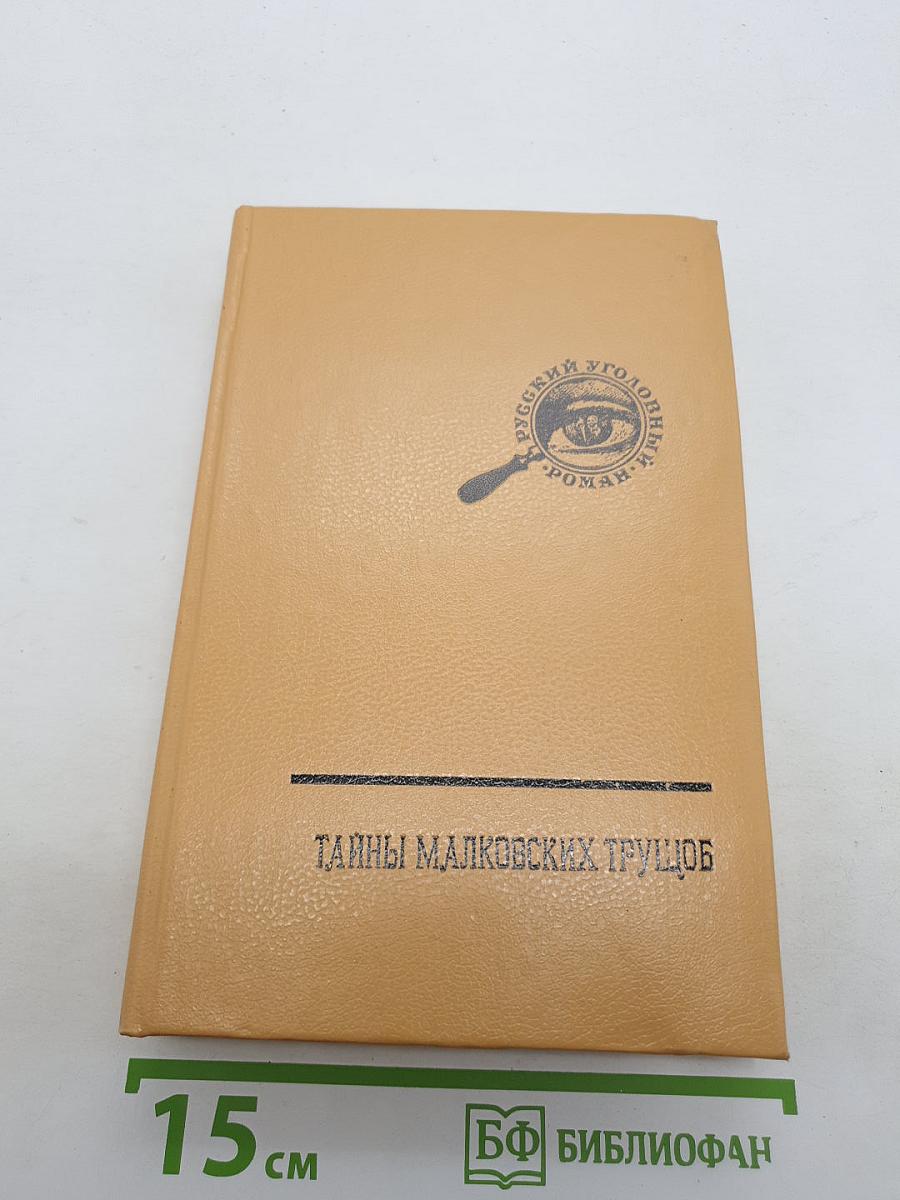 РУССКИЙ УГОЛОВНЫЙ
·РОМАН·
ТАЙНЫ МАЛКОВСКИХ ТРУЩОБ
15 см
БФ БИБЛИОФАН